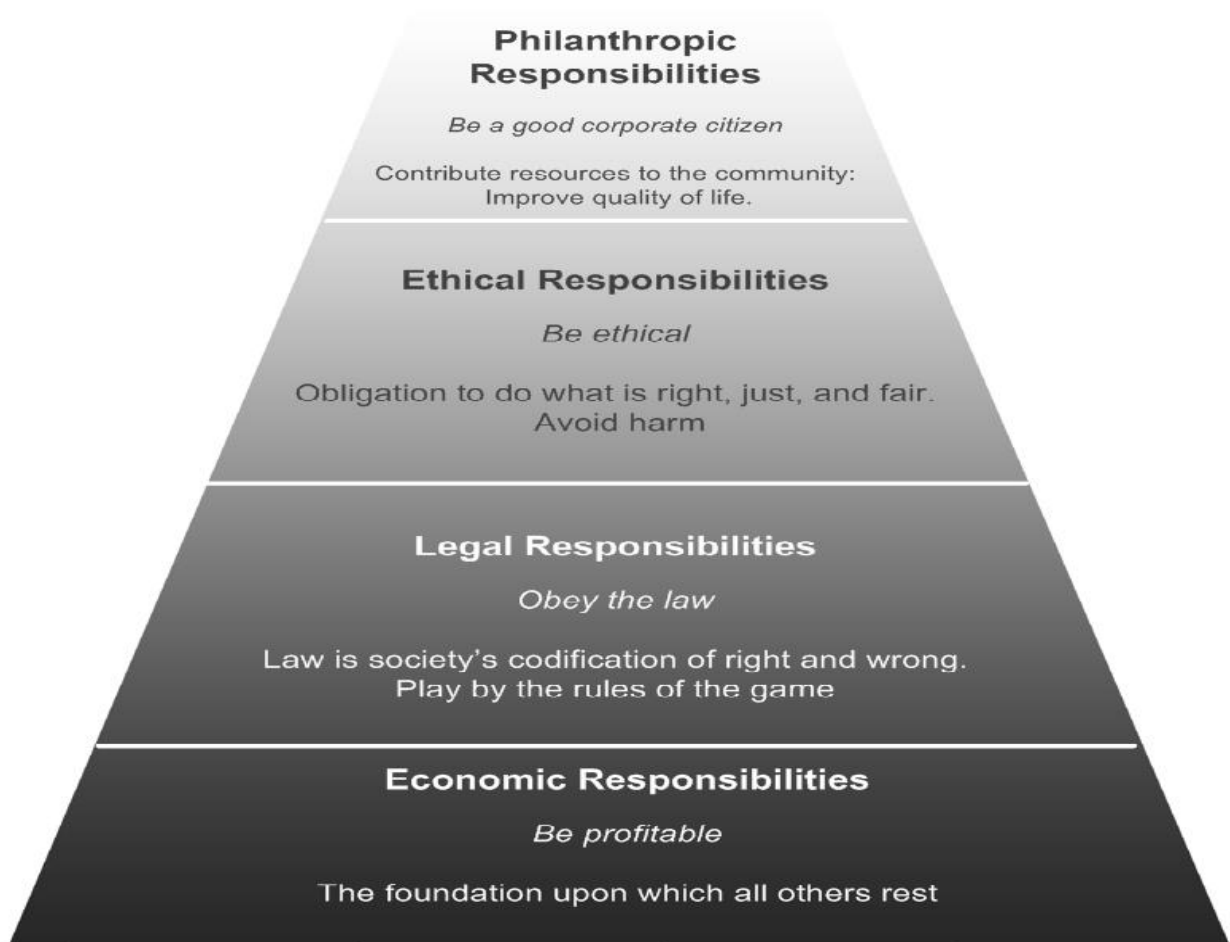 Philanthropic
Responsibilities
Be a good corporate citizen
Contribute resources to the community:
Improve quality of life.
Ethical Responsibilities
Be ethical
Obligation to do what is right, just, and fair.
Avoid harm
Legal Responsibilities
Obey the law
Law is society’s codification of right and wrong.
Play by the rules of the game
Economic Responsibilities
Be profitable
The foundation upon which all others rest